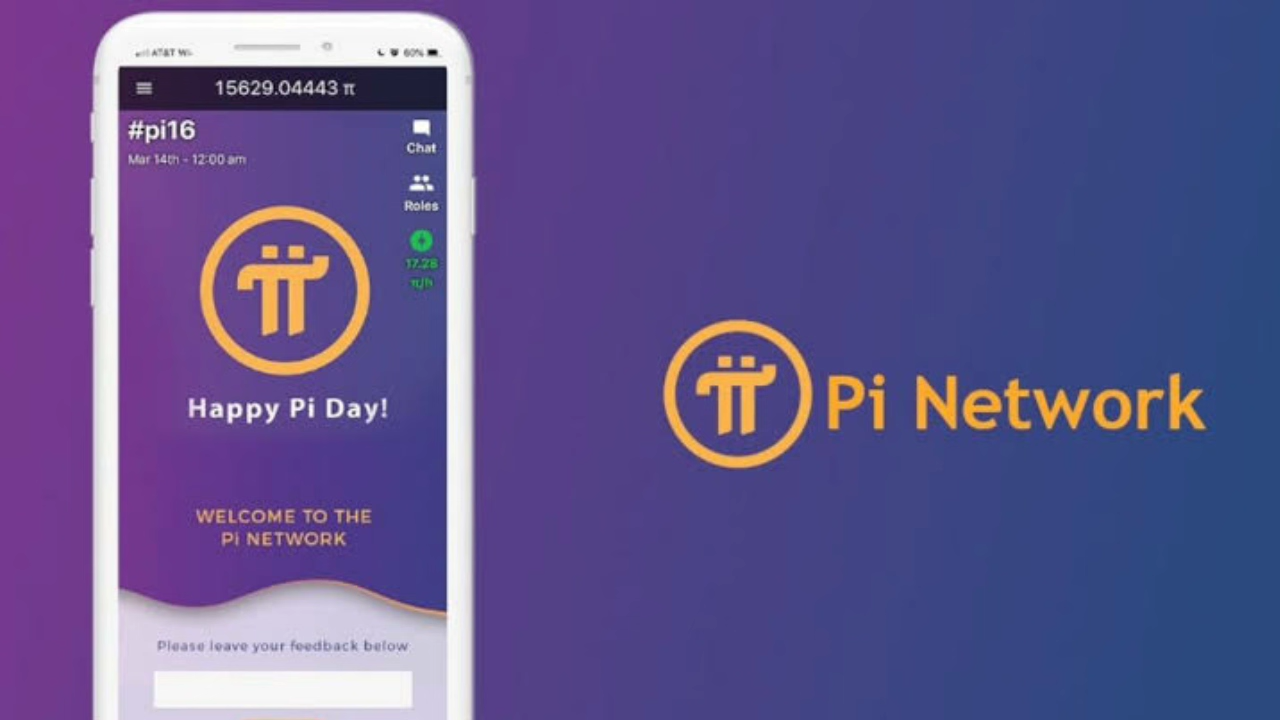 AT&T Wi-
60%
15629.04443 π
#pi16
Mar 14th - 12:00 am
Chat
Roles
17.28
π/h
Happy Pi Day!
WELCOME TO THE
Pi NETWORK
Please leave your feedback below
Pi Network